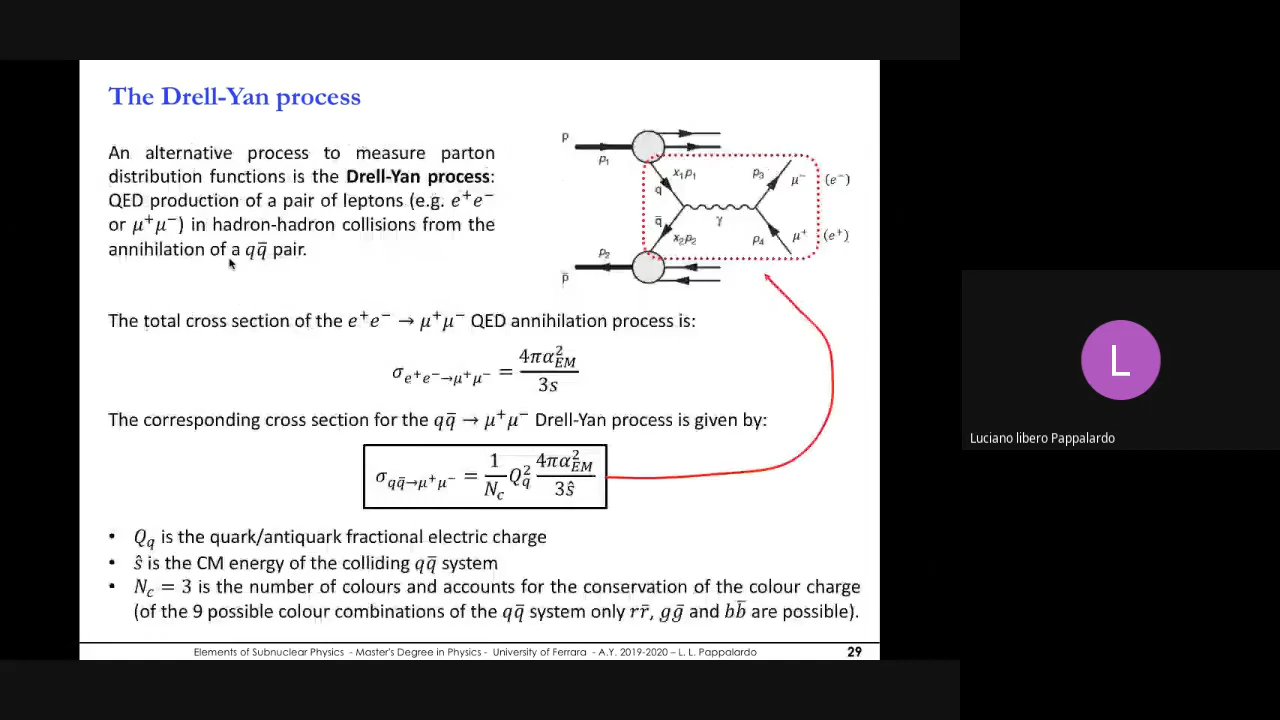 The Drell-Yan process
An alternative process to measure parton
distribution functions is the Drell-Yan process:
QED production of a pair of leptons (e.g. e⁺e⁻
or μ⁺μ⁻) in hadron-hadron collisions from the
annihilation of a qq̄ pair.
p
p₁
x₁p₁
q
q̄
x₂p₂
p₂
p̄
γ
p₃
μ⁻ (e⁻)
p₄
μ⁺ (e⁺)
The total cross section of the e⁺e⁻ → μ⁺μ⁻ QED annihilation process is:
σ_{e⁺e⁻→μ⁺μ⁻} = 4πα²_{EM} / 3s
The corresponding cross section for the qq̄ → μ⁺μ⁻ Drell-Yan process is given by:
σ_{qq̄→μ⁺μ⁻} = 1/N_c Q_q² 4πα²_{EM} / 3ŝ
• Q_q is the quark/antiquark fractional electric charge
• ŝ is the CM energy of the colliding qq̄ system
• N_c = 3 is the number of colours and accounts for the conservation of the colour charge
(of the 9 possible colour combinations of the qq̄ system only rr̄, gḡ and bb̄ are possible).
Elements of Subnuclear Physics - Master's Degree in Physics - University of Ferrara - A.Y. 2019-2020 – L. L. Pappalardo
29
L
Luciano libero Pappalardo